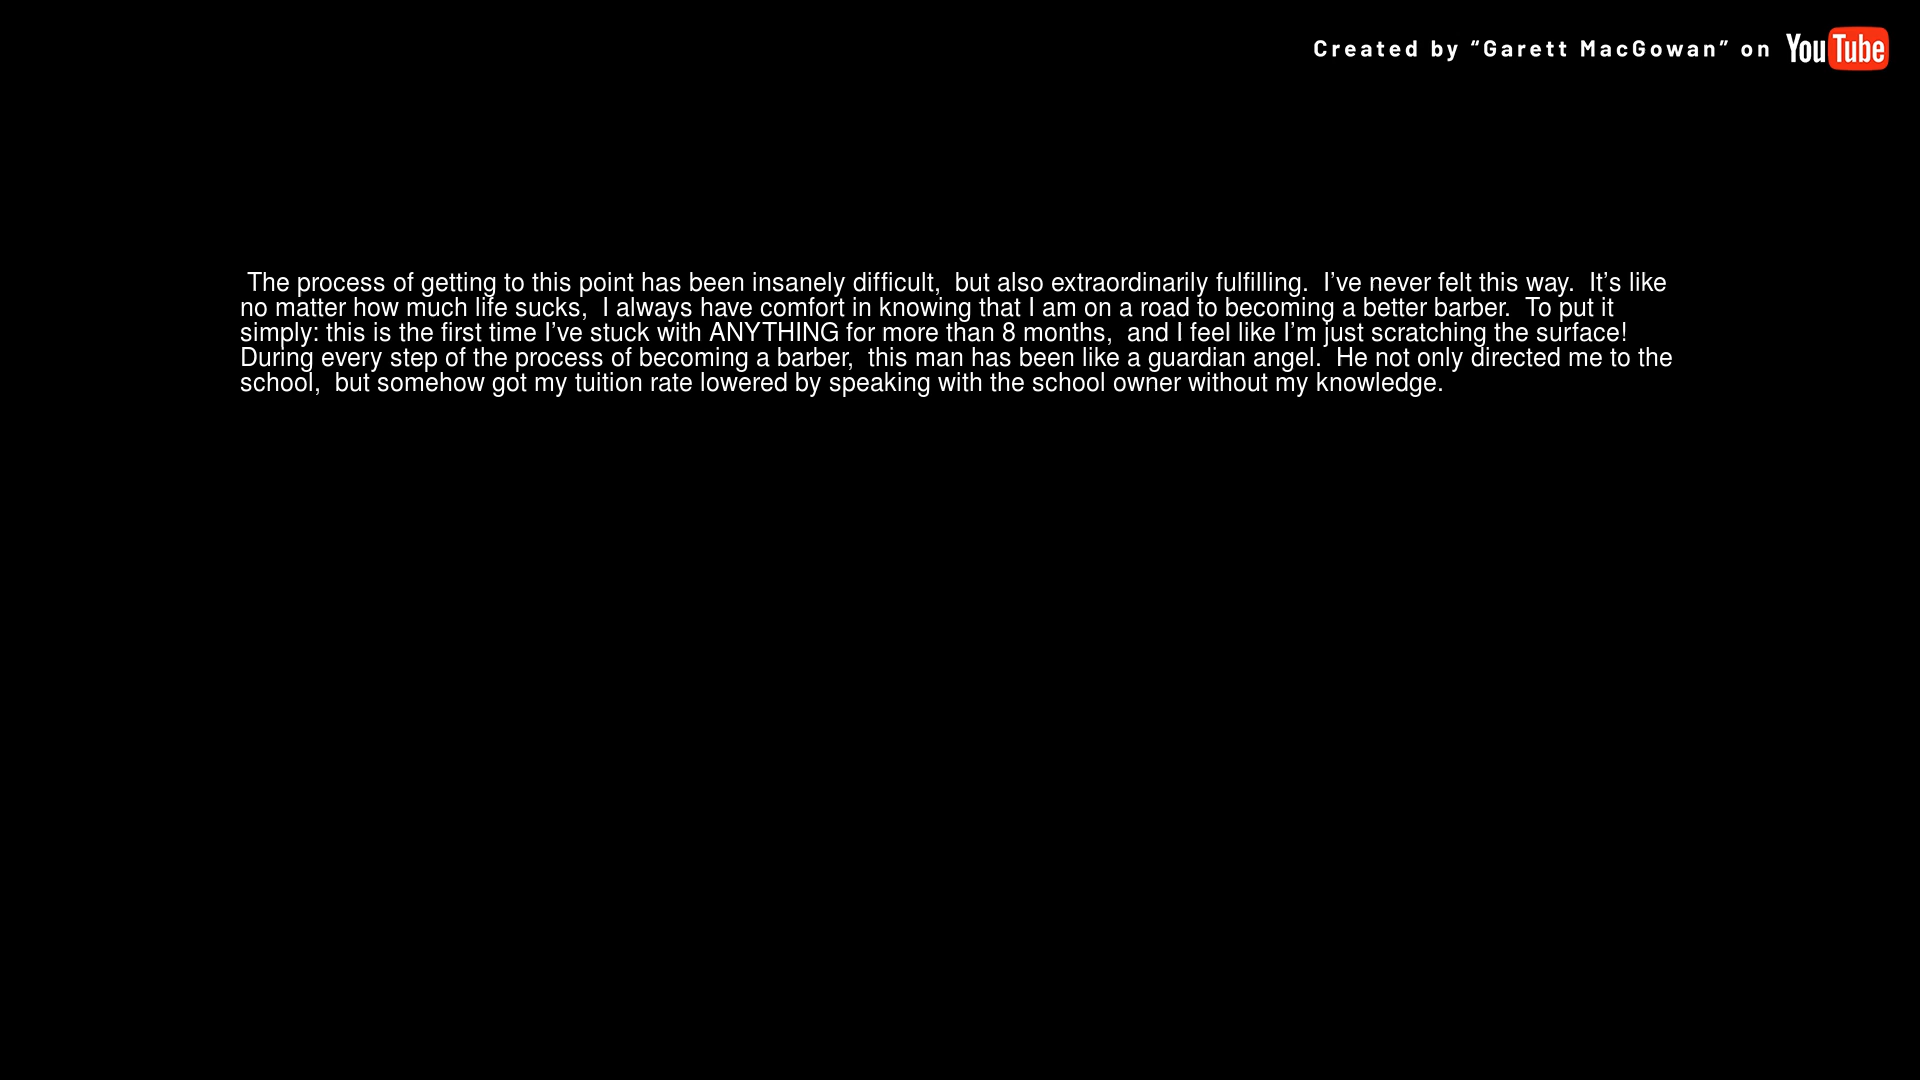 Created by “Garett MacGowan” on YouTube
The process of getting to this point has been insanely difficult,  but also extraordinarily fulfilling.  I’ve never felt this way.  It’s like
no matter how much life sucks,  I always have comfort in knowing that I am on a road to becoming a better barber.  To put it
simply: this is the first time I’ve stuck with ANYTHING for more than 8 months,  and I feel like I’m just scratching the surface!
During every step of the process of becoming a barber,  this man has been like a guardian angel.  He not only directed me to the
school,  but somehow got my tuition rate lowered by speaking with the school owner without my knowledge.